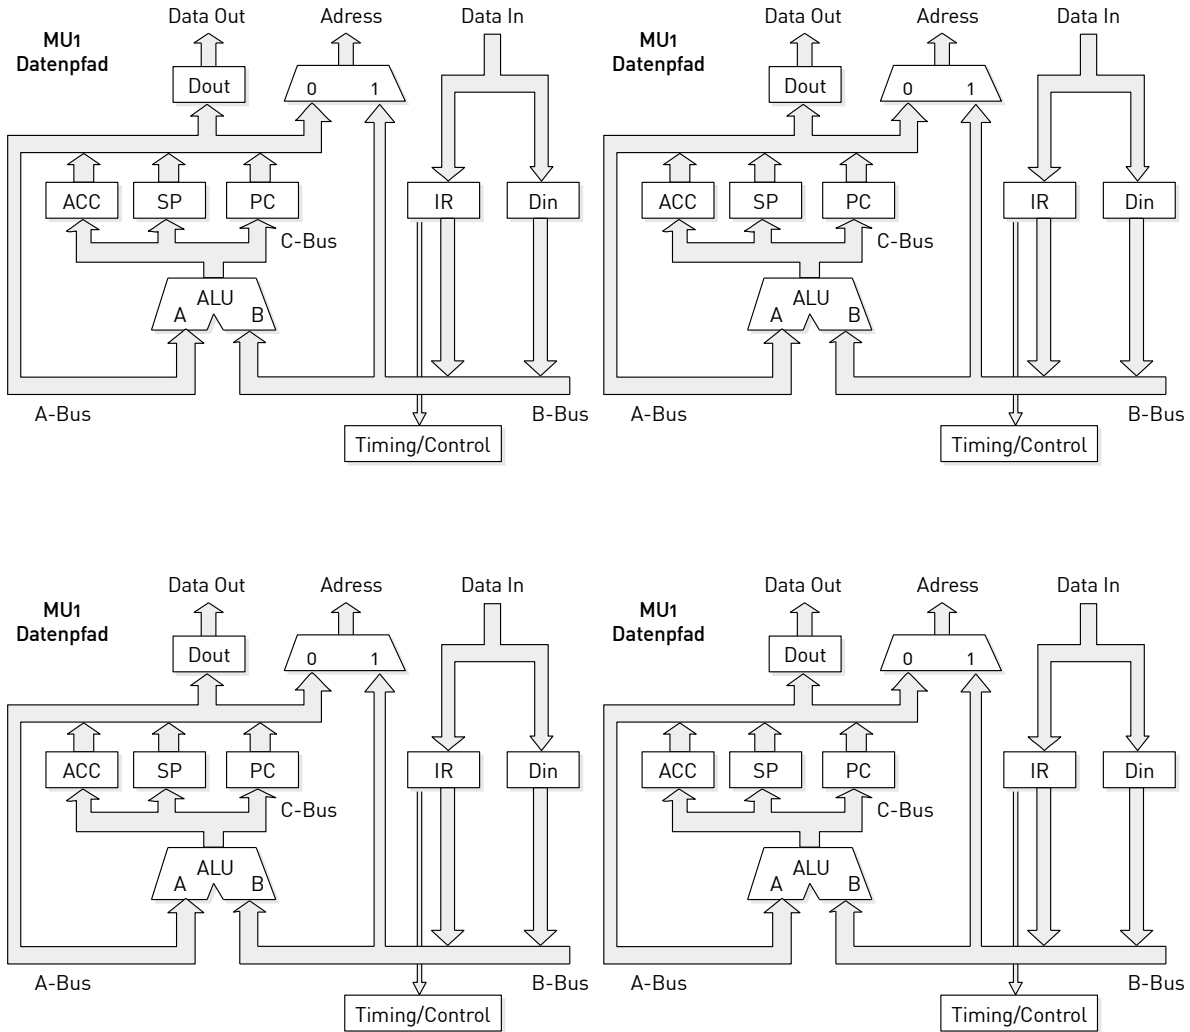 Data Out Adress Data In
MU1
Datenpfad
Dout 0 1
ACC SP PC IR Din
C-Bus
ALU
A B
A-Bus B-Bus
Timing/Control
Data Out Adress Data In
MU1
Datenpfad
Dout 0 1
ACC SP PC IR Din
C-Bus
ALU
A B
A-Bus B-Bus
Timing/Control
Data Out Adress Data In
MU1
Datenpfad
Dout 0 1
ACC SP PC IR Din
C-Bus
ALU
A B
A-Bus B-Bus
Timing/Control
Data Out Adress Data In
MU1
Datenpfad
Dout 0 1
ACC SP PC IR Din
C-Bus
ALU
A B
A-Bus B-Bus
Timing/Control